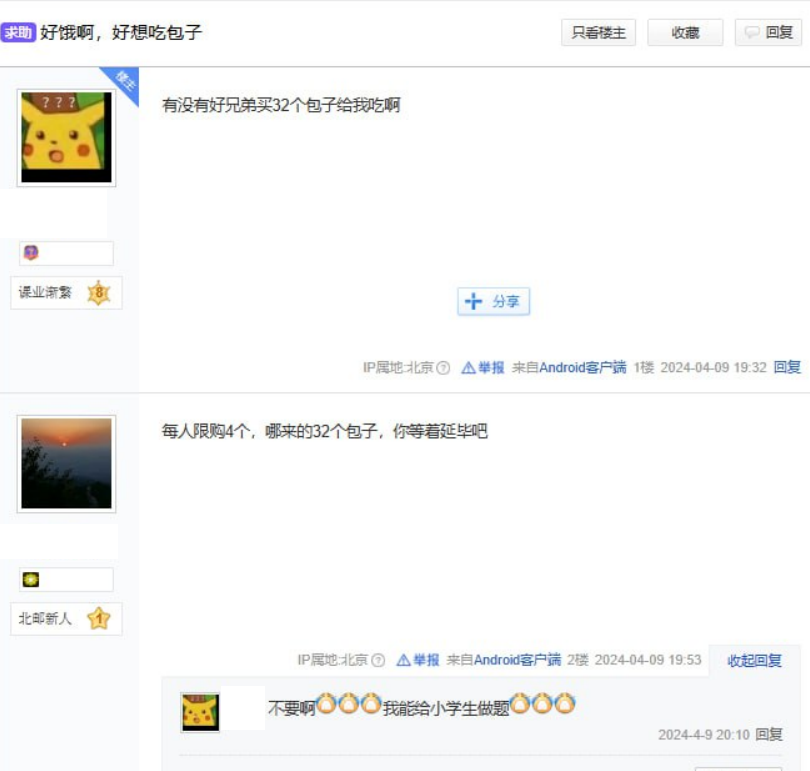 求助 好饿啊，好想吃包子
只看楼主 收藏 回复
楼主
???
有没有好兄弟买32个包子给我吃啊
课业渐繁 8
分享
IP属地:北京 举报 来自Android客户端 1楼 2024-04-09 19:32 回复
每人限购4个，哪来的32个包子，你等着延毕吧
北邮新人 1
IP属地:北京 举报 来自Android客户端 2楼 2024-04-09 19:53 收起回复
不要啊我能给小学生做题
2024-4-9 20:10 回复